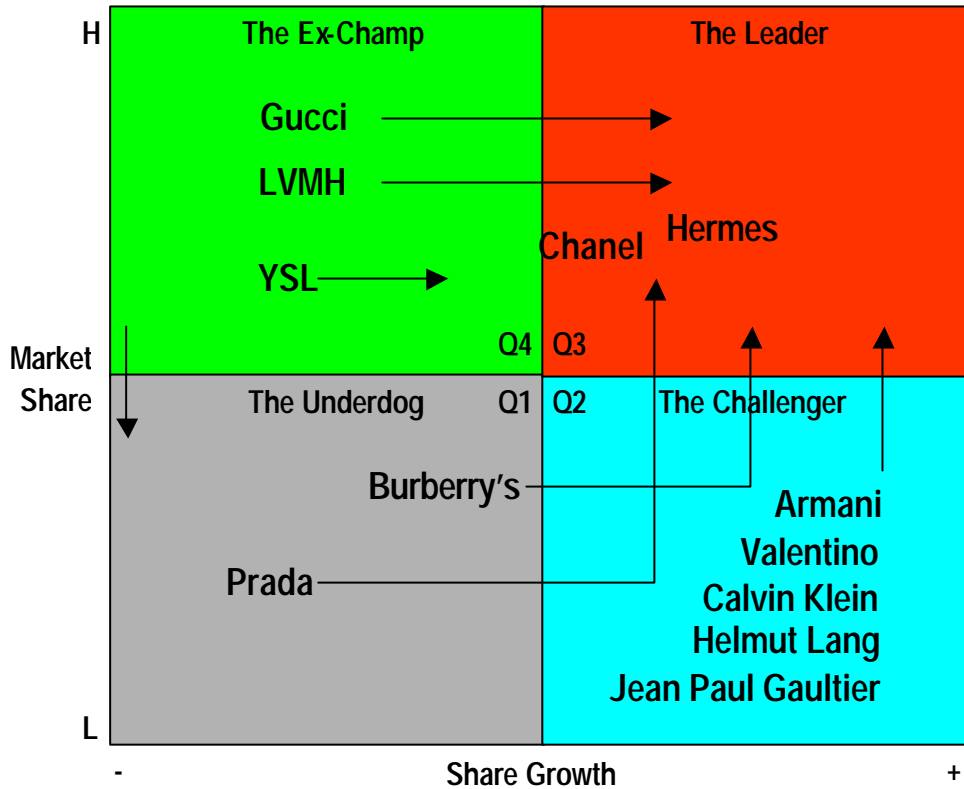 H
The Ex-Champ
The Leader
Gucci
LVMH
Hermes
Chanel
YSL
Q4
Q3
Market
Share
The Underdog
Q1
Q2
The Challenger
Burberry's
Armani
Valentino
Prada
Calvin Klein
Helmut Lang
Jean Paul Gaultier
L
-
Share Growth
+